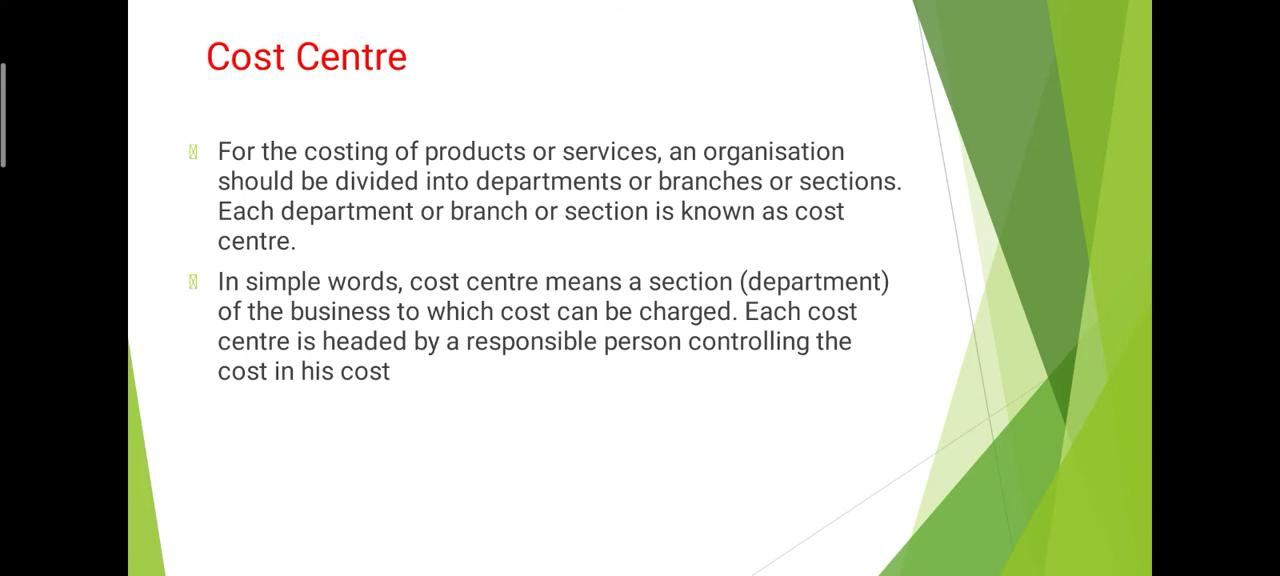 Cost Centre
For the costing of products or services, an organisation
should be divided into departments or branches or sections.
Each department or branch or section is known as cost
centre.
In simple words, cost centre means a section (department)
of the business to which cost can be charged. Each cost
centre is headed by a responsible person controlling the
cost in his cost